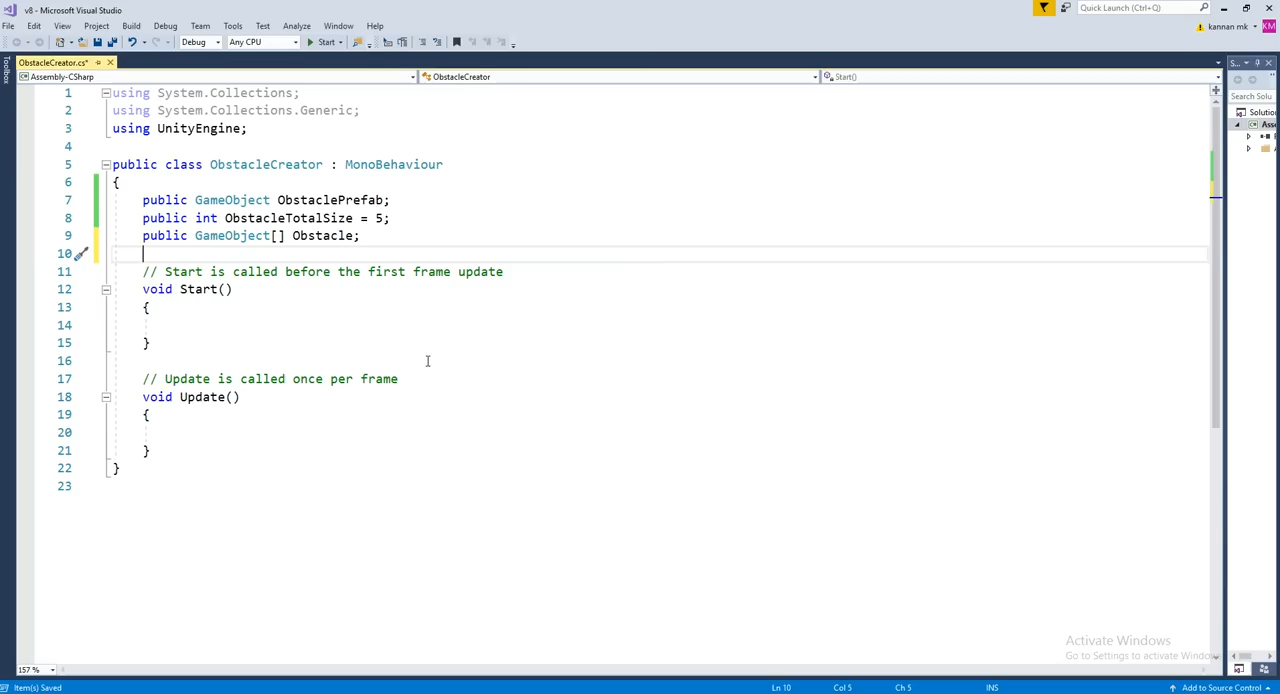 v8 - Microsoft Visual Studio
Quick Launch (Ctrl+Q)
File Edit View Project Build Debug Team Tools Test Analyze Window Help
kannan mk KM
Debug Any CPU Start
Toolbox
ObstacleCreator.cs*
S...
Assembly-CSharp ObstacleCreator Start()
Search Solu
Solution
Asse
1 using System.Collections;
2 using System.Collections.Generic;
3 using UnityEngine;
4
5 public class ObstacleCreator : MonoBehaviour
6 {
7 public GameObject ObstaclePrefab;
8 public int ObstacleTotalSize = 5;
9 public GameObject[] Obstacle;
10
11 // Start is called before the first frame update
12 void Start()
13 {
14
15 }
16
17 // Update is called once per frame
18 void Update()
19 {
20
21 }
22 }
23
Activate Windows
Go to Settings to activate Windows
157 %
Item(s) Saved Ln 10 Col 5 Ch 5 INS Add to Source Control